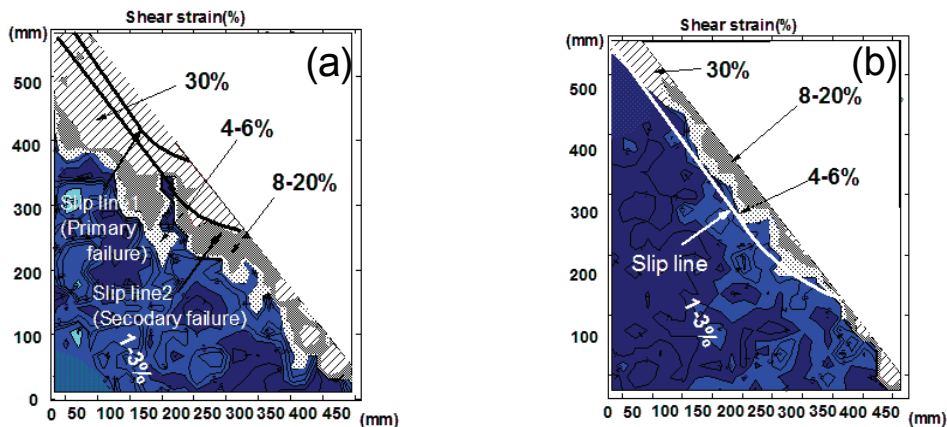 Shear strain(%)
(mm)
(a)
500
400
300
200
100
0
30%
4-6%
8-20%
Slip line1
(Primary
failure)
Slip line2
(Secodary failure)
1-3%
0 50 100 150 200 250 300 350 400 450
(mm)
Shear strain(%)
(mm)
(b)
500
400
300
200
100
0
30%
8-20%
4-6%
Slip line
1-3%
0 50 100 150 200 250 300 350 400 450
(mm)